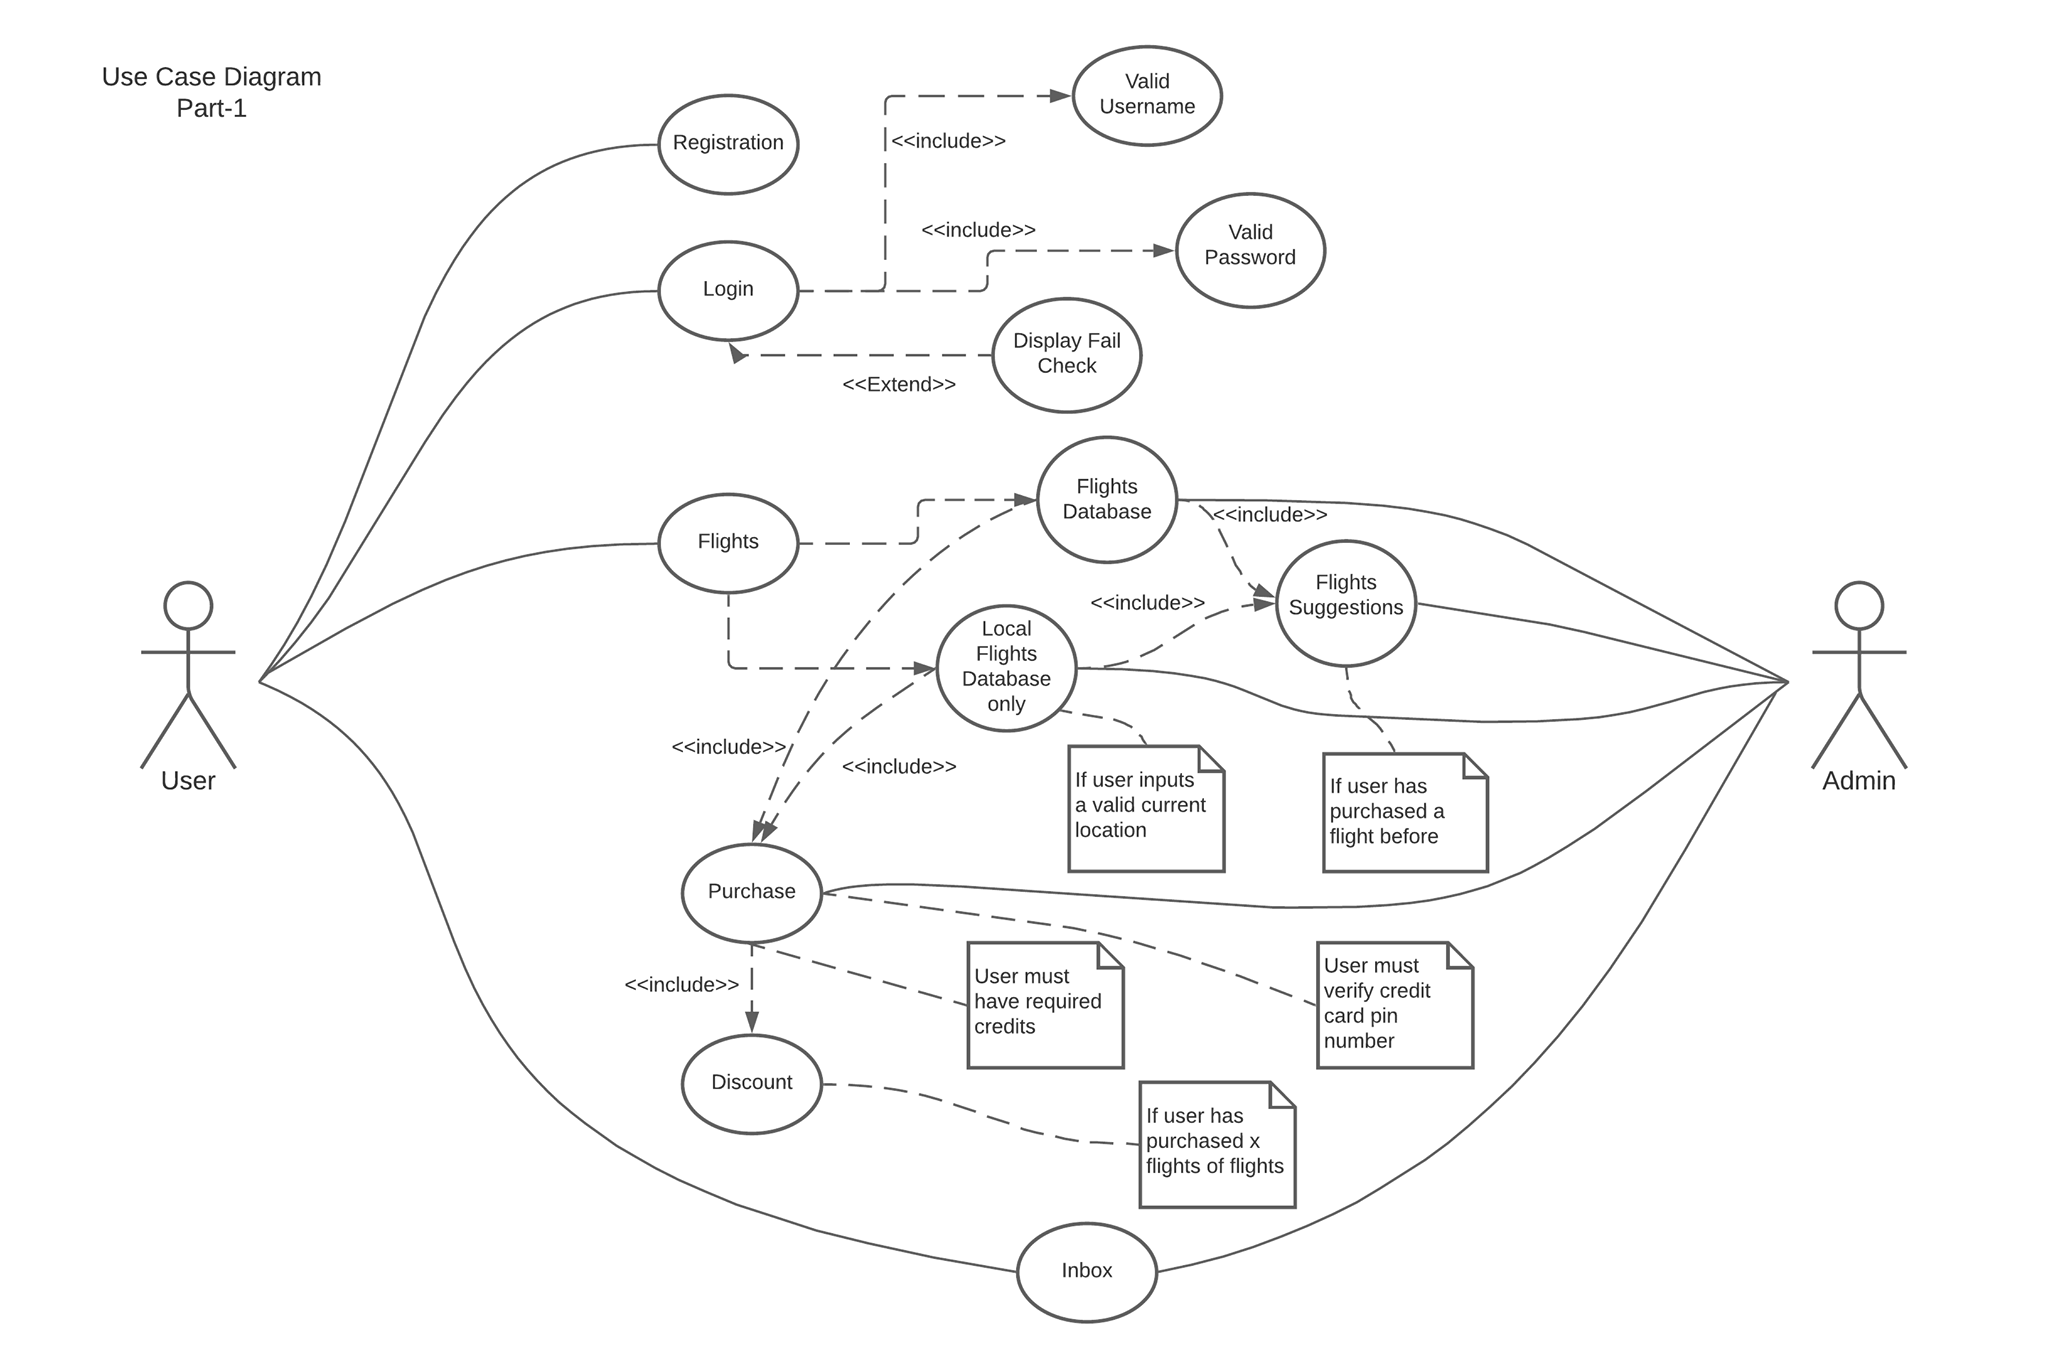 Use Case Diagram
Part-1
Valid
Username
Registration
<<include>>
Valid
Password
<<include>>
Login
Display Fail
Check
<<Extend>>
Flights
Database
<<include>>
Flights
Flights
Suggestions
<<include>>
Local
Flights
Database
only
<<include>>
<<include>>
If user inputs
a valid current
location
If user has
purchased a
flight before
User
Admin
Purchase
User must
have required
credits
User must
verify credit
card pin
number
<<include>>
Discount
If user has
purchased x
flights of flights
Inbox